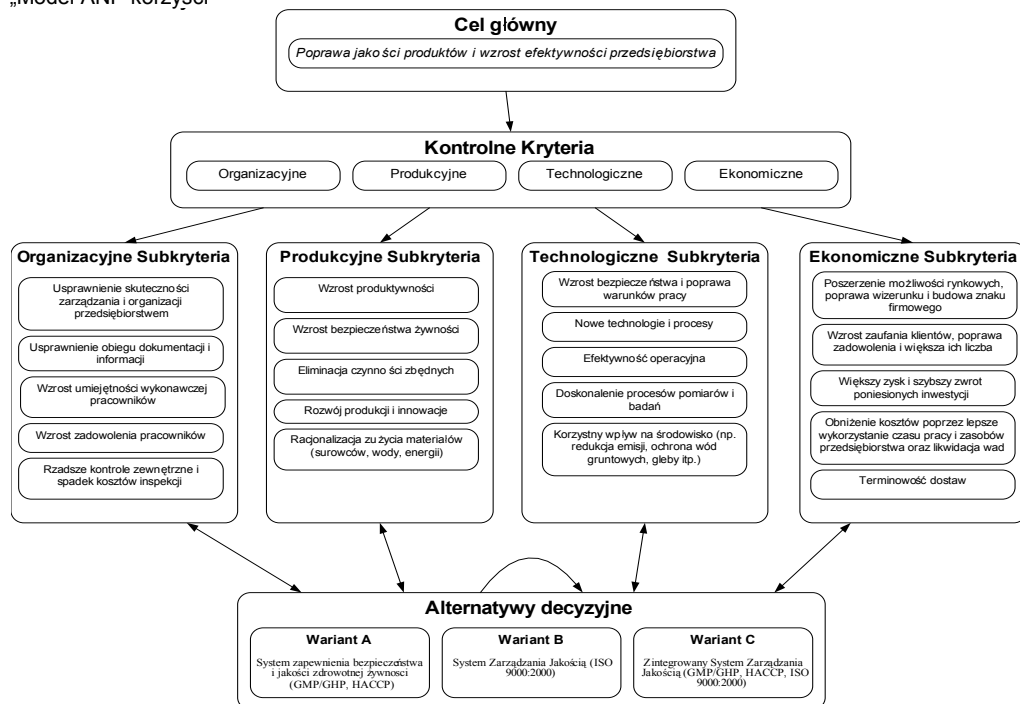 „Model ANP korzyści"
Cel główny
Poprawa jakości produktów i wzrost efektywności przedsiębiorstwa
Kontrolne Kryteria
Organizacyjne
Produkcyjne
Technologiczne
Ekonomiczne
Organizacyjne Subkryteria
Usprawnienie skuteczności
zarządzania i organizacji
przedsiębiorstwem
Usprawnienie obiegu dokumentacji i
informacji
Wzrost umiejętności wykonawczej
pracowników
Wzrost zadowolenia pracowników
Rzadsze kontrole zewnętrzne i
spadek kosztów inspekcji
Produkcyjne Subkryteria
Wzrost produktywności
Wzrost bezpieczeństwa żywności
Eliminacja czynności zbędnych
Rozwój produkcji i innowacje
Racjonalizacja zużycia materiałów
(surowców, wody, energii)
Technologiczne Subkryteria
Wzrost bezpieczeństwa i poprawa
warunków pracy
Nowe technologie i procesy
Efektywność operacyjna
Doskonalenie procesów pomiarów i
badań
Korzystny wpływ na środowisko (np.
redukcja emisji, ochrona wód
gruntowych, gleby itp.)
Ekonomiczne Subkryteria
Poszerzenie możliwości rynkowych,
poprawa wizerunku i budowa znaku
firmowego
Wzrost zaufania klientów, poprawa
zadowolenia i większa ich liczba
Większy zysk i szybszy zwrot
poniesionych inwestycji
Obniżenie kosztów poprzez lepsze
wykorzystanie czasu pracy i zasobów
przedsiębiorstwa oraz likwidacja wad
Terminowość dostaw
Alternatywy decyzyjne
Wariant A
System zapewnienia bezpieczeństwa
i jakości zdrowotnej żywnosci
(GMP/GHP, HACCP)
Wariant B
System Zarządzania Jakością (ISO
9000:2000)
Wariant C
Zintegrowany System Zarządzania
Jakością (GMP/GHP, HACCP, ISO
9000:2000)